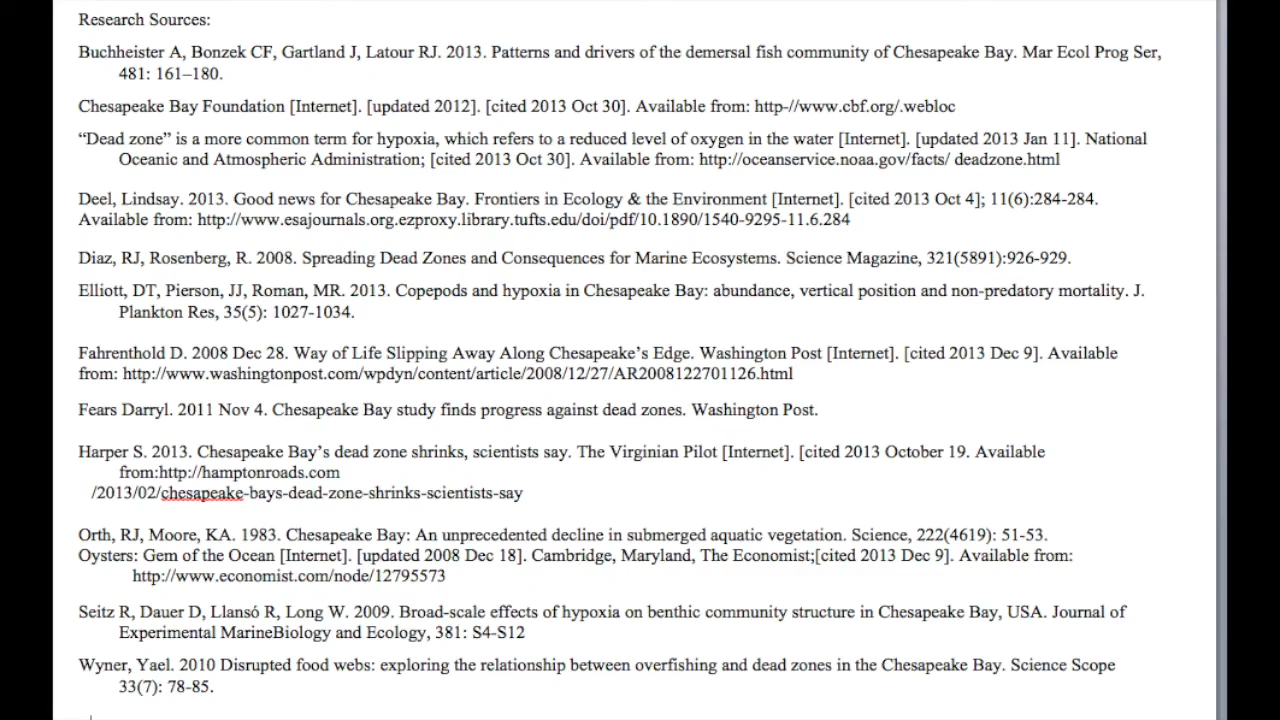 Research Sources:
Buchheister A, Bonzek CF, Gartland J, Latour RJ. 2013. Patterns and drivers of the demersal fish community of Chesapeake Bay. Mar Ecol Prog Ser,
481: 161–180.
Chesapeake Bay Foundation [Internet]. [updated 2012]. [cited 2013 Oct 30]. Available from: http-//www.cbf.org/.webloc
“Dead zone” is a more common term for hypoxia, which refers to a reduced level of oxygen in the water [Internet]. [updated 2013 Jan 11]. National
Oceanic and Atmospheric Administration; [cited 2013 Oct 30]. Available from: http://oceanservice.noaa.gov/facts/ deadzone.html
Deel, Lindsay. 2013. Good news for Chesapeake Bay. Frontiers in Ecology & the Environment [Internet]. [cited 2013 Oct 4]; 11(6):284-284.
Available from: http://www.esajournals.org.ezproxy.library.tufts.edu/doi/pdf/10.1890/1540-9295-11.6.284
Diaz, RJ, Rosenberg, R. 2008. Spreading Dead Zones and Consequences for Marine Ecosystems. Science Magazine, 321(5891):926-929.
Elliott, DT, Pierson, JJ, Roman, MR. 2013. Copepods and hypoxia in Chesapeake Bay: abundance, vertical position and non-predatory mortality. J.
Plankton Res, 35(5): 1027-1034.
Fahrenthold D. 2008 Dec 28. Way of Life Slipping Away Along Chesapeake’s Edge. Washington Post [Internet]. [cited 2013 Dec 9]. Available
from: http://www.washingtonpost.com/wpdyn/content/article/2008/12/27/AR2008122701126.html
Fears Darryl. 2011 Nov 4. Chesapeake Bay study finds progress against dead zones. Washington Post.
Harper S. 2013. Chesapeake Bay’s dead zone shrinks, scientists say. The Virginian Pilot [Internet]. [cited 2013 October 19. Available
from:http://hamptonroads.com
/2013/02/chesapeake-bays-dead-zone-shrinks-scientists-say
Orth, RJ, Moore, KA. 1983. Chesapeake Bay: An unprecedented decline in submerged aquatic vegetation. Science, 222(4619): 51-53.
Oysters: Gem of the Ocean [Internet]. [updated 2008 Dec 18]. Cambridge, Maryland, The Economist;[cited 2013 Dec 9]. Available from:
http://www.economist.com/node/12795573
Seitz R, Dauer D, Llansó R, Long W. 2009. Broad-scale effects of hypoxia on benthic community structure in Chesapeake Bay, USA. Journal of
Experimental MarineBiology and Ecology, 381: S4-S12
Wyner, Yael. 2010 Disrupted food webs: exploring the relationship between overfishing and dead zones in the Chesapeake Bay. Science Scope
33(7): 78-85.